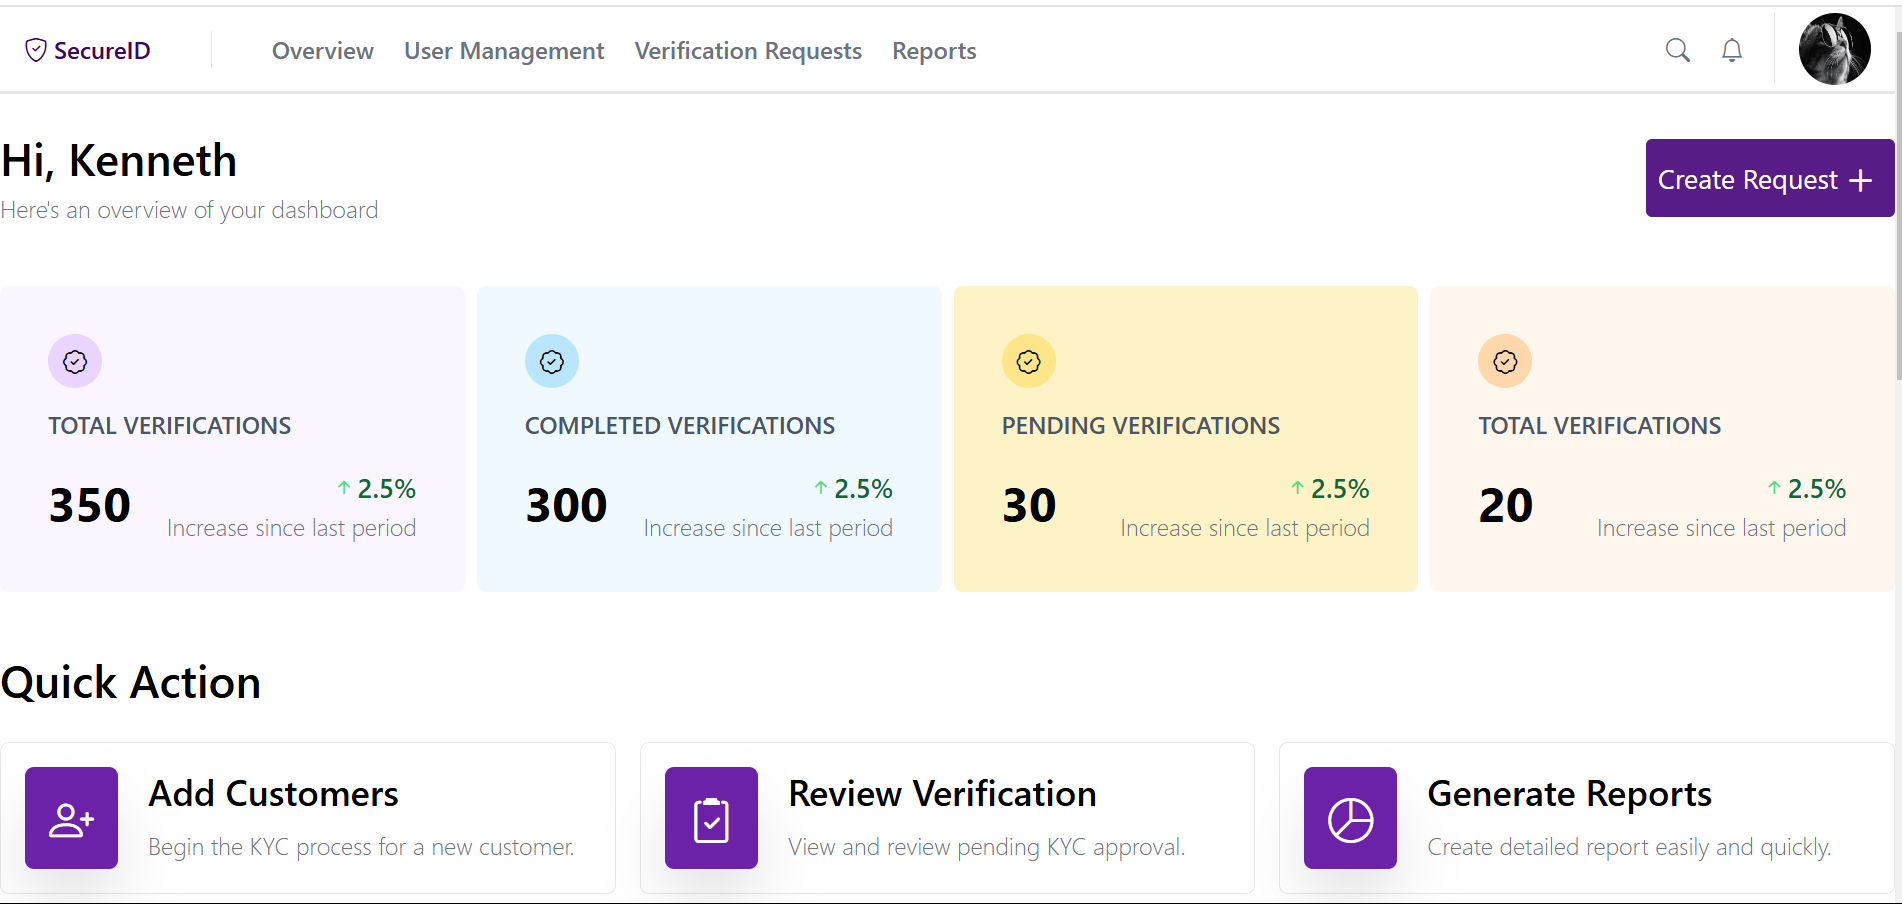 SecureID
Overview User Management Verification Requests Reports
Hi, Kenneth
Here's an overview of your dashboard
Create Request
TOTAL VERIFICATIONS
350
2.5%
Increase since last period
COMPLETED VERIFICATIONS
300
2.5%
Increase since last period
PENDING VERIFICATIONS
30
2.5%
Increase since last period
TOTAL VERIFICATIONS
20
2.5%
Increase since last period
Quick Action
Add Customers
Begin the KYC process for a new customer.
Review Verification
View and review pending KYC approval.
Generate Reports
Create detailed report easily and quickly.